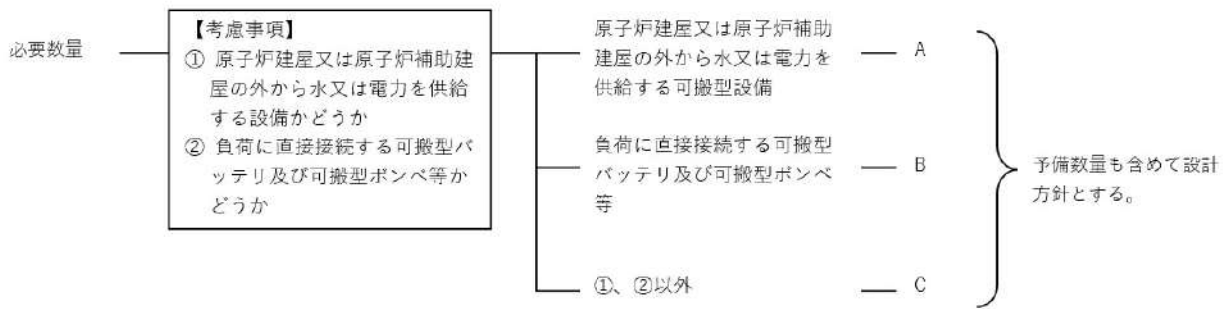 必要数量
【考慮事項】
① 原子炉建屋又は原子炉補助建
屋の外から水又は電力を供給
する設備かどうか
② 負荷に直接接続する可搬型バ
ッテリ及び可搬型ボンベ等か
どうか
原子炉建屋又は原子炉補助
建屋の外から水又は電力を
供給する可搬型設備
A
負荷に直接接続する可搬型
バッテリ及び可搬型ボンベ
等
B
①、②以外
C
予備数量も含めて設計
方針とする。